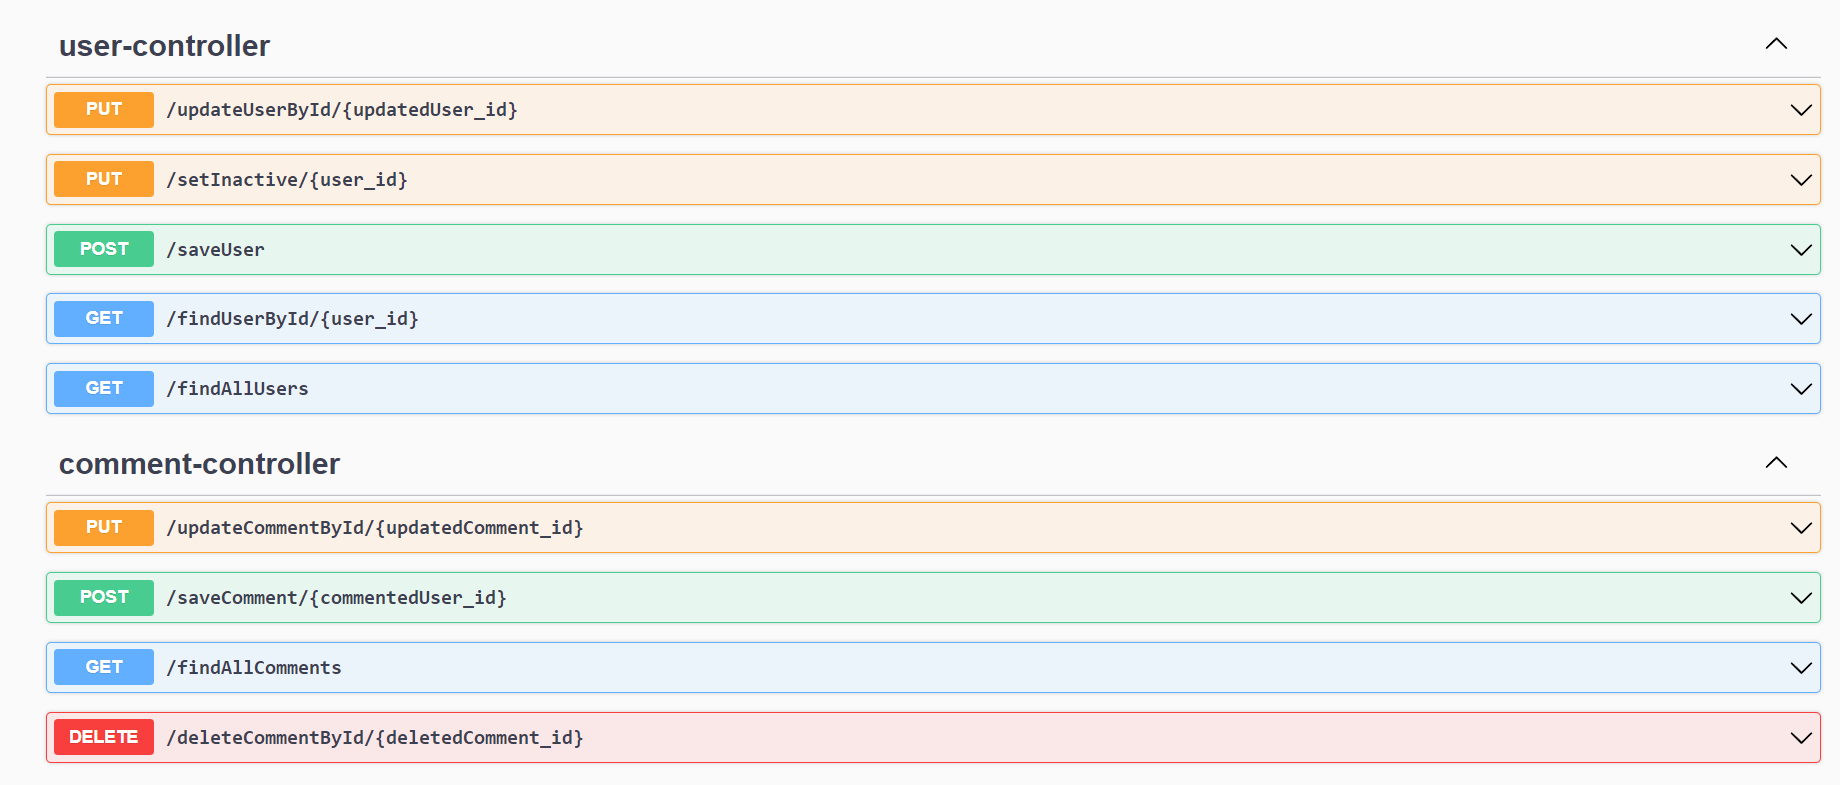 user-controller
PUT /updateUserById/{updatedUser_id}
PUT /setInactive/{user_id}
POST /saveUser
GET /findUserById/{user_id}
GET /findAllUsers
comment-controller
PUT /updateCommentById/{updatedComment_id}
POST /saveComment/{commentedUser_id}
GET /findAllComments
DELETE /deleteCommentById/{deletedComment_id}